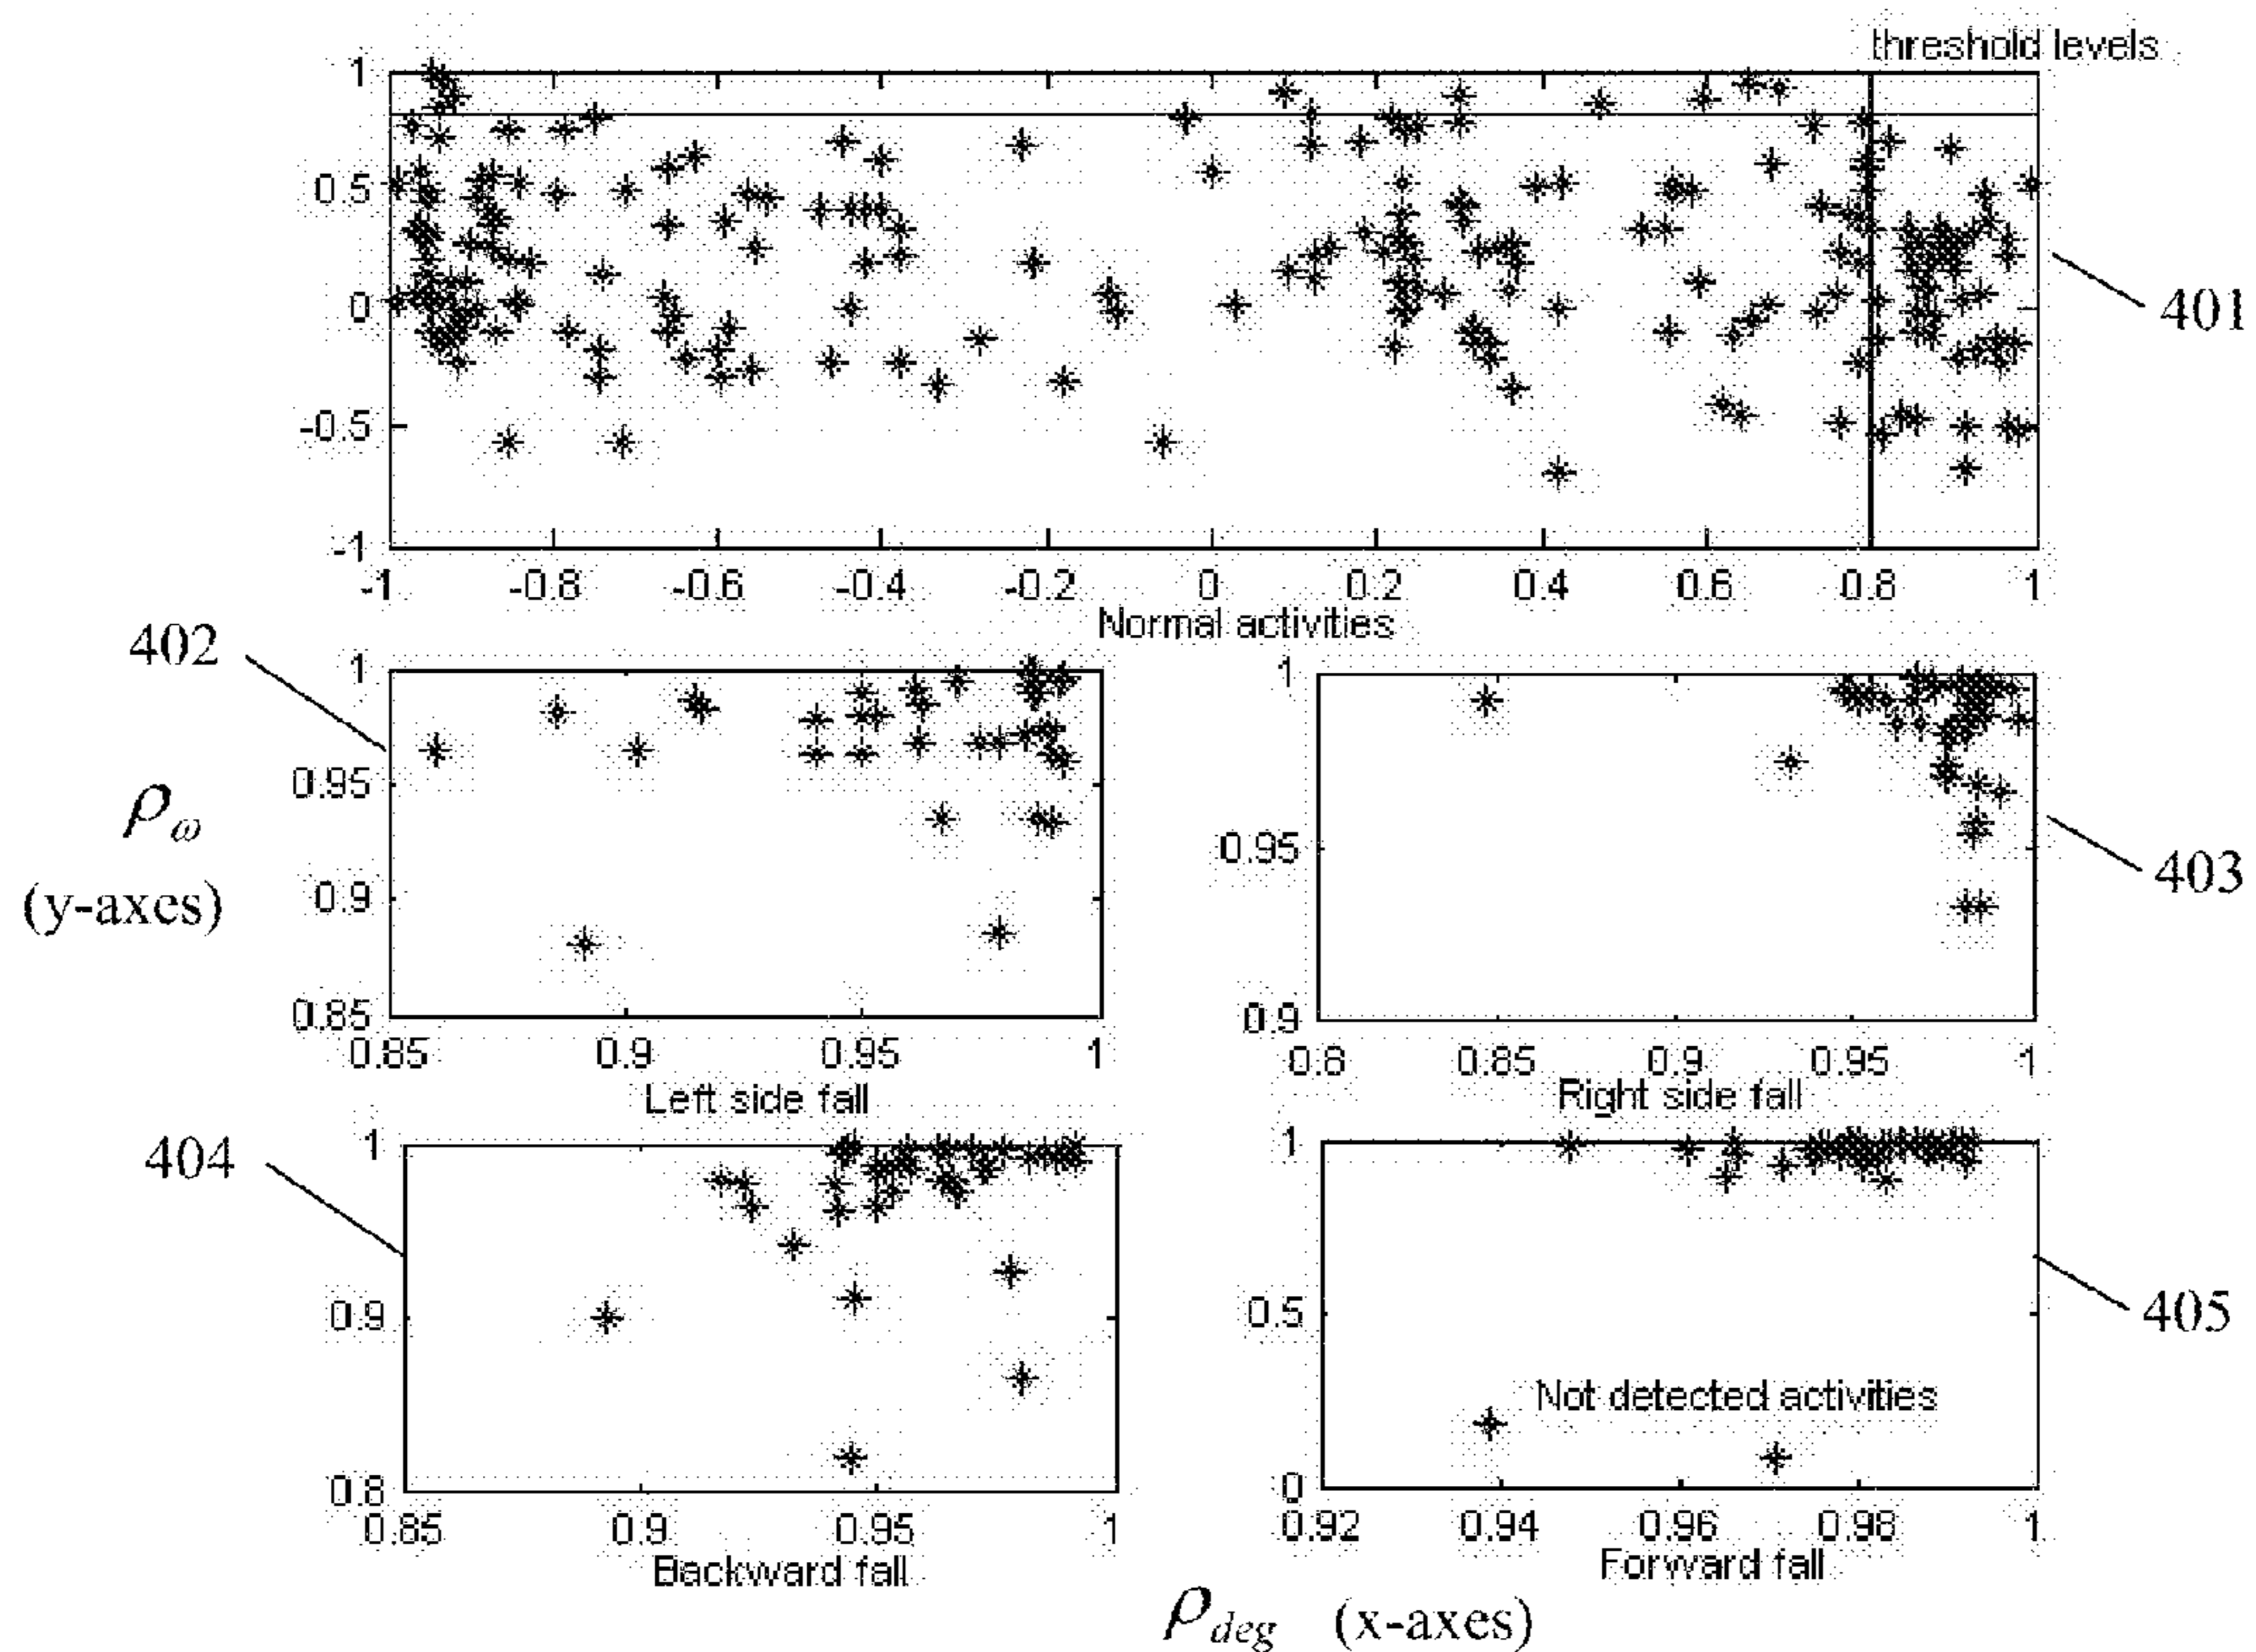 threshold levels
1
0.5
0
-0.5
-1
-1 -0.8 -0.6 -0.4 -0.2 0 0.2 0.4 0.6 0.8 1
Normal activities
401
402
1
0.95
0.9
0.85
0.85 0.9 0.95 1
Left side fall
ρω
(y-axes)
1
0.95
0.9
0.8 0.85 0.9 0.95 1
Right side fall
403
404
1
0.9
0.8
0.85 0.9 0.95 1
Backward fall
1
0.5
0
Not detected activities
0.92 0.94 0.96 0.98 1
Forward fall
405
ρdeg (x-axes)